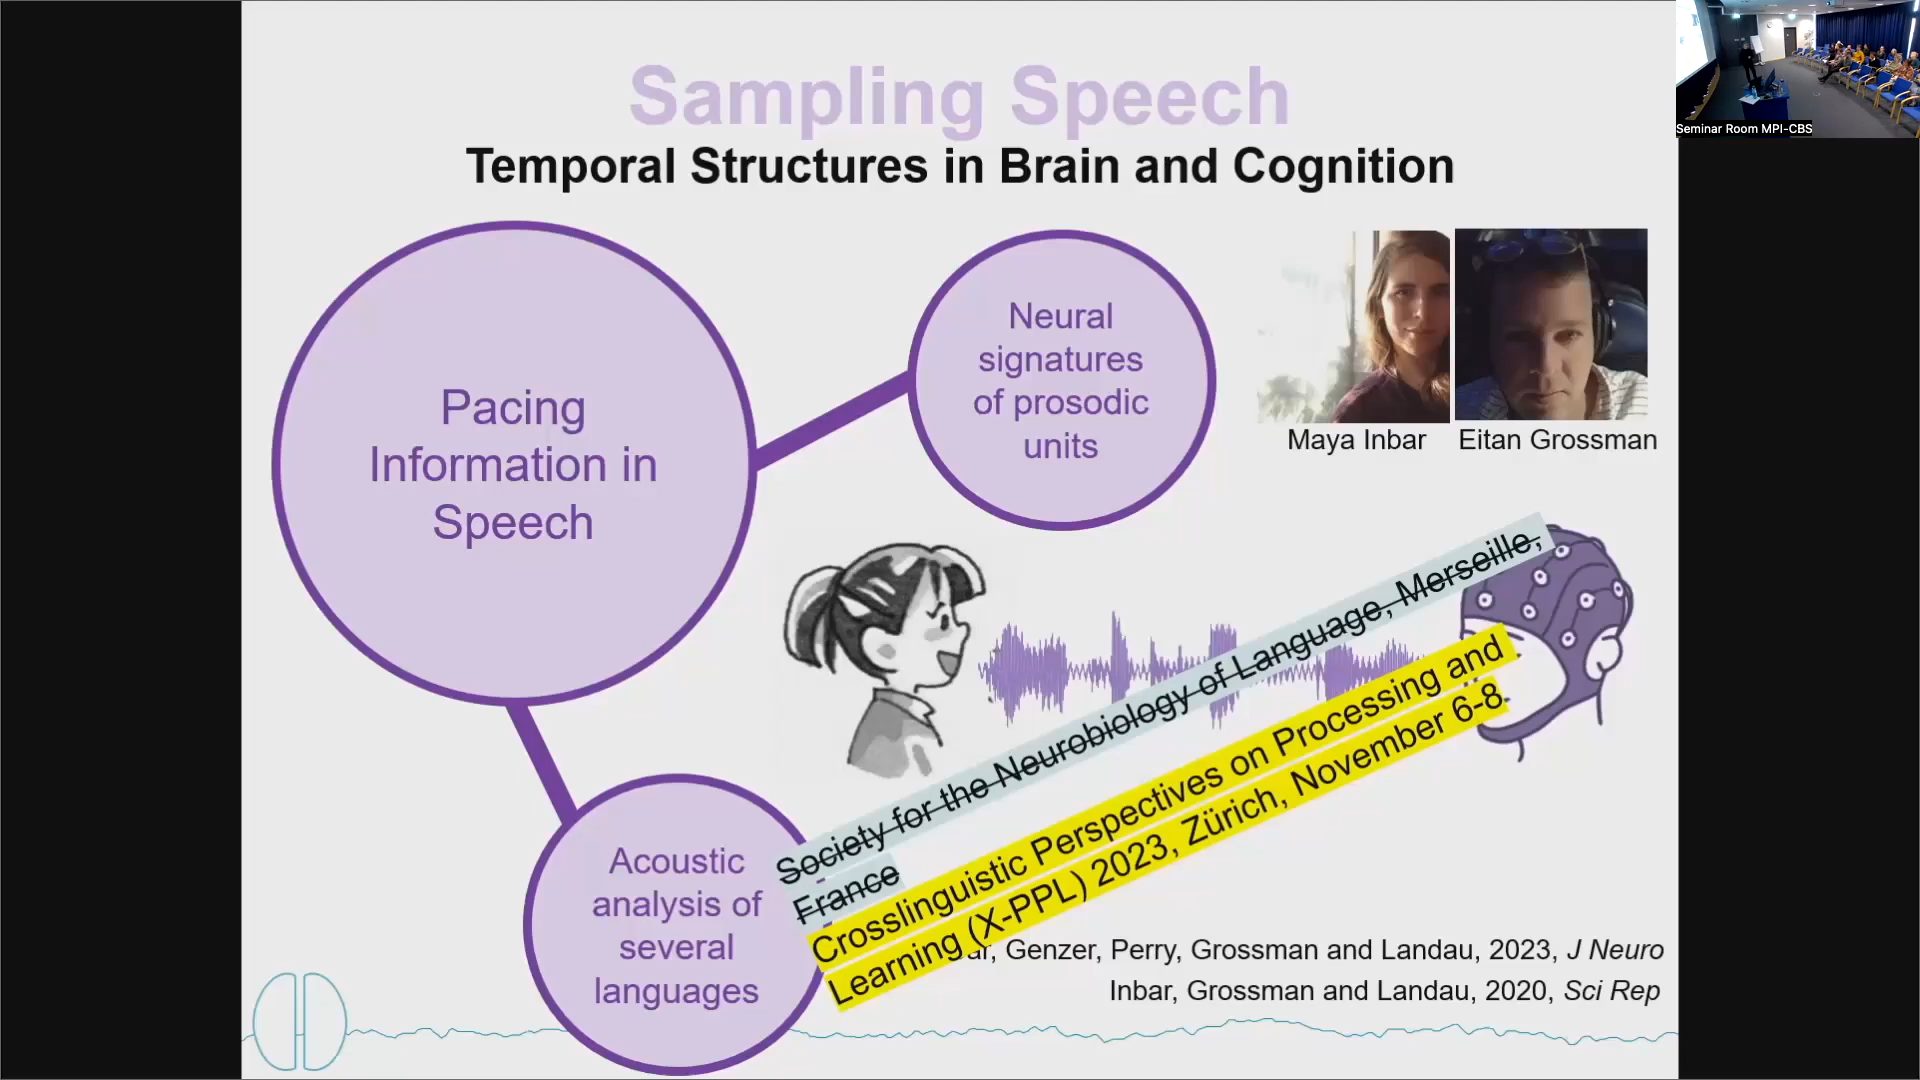 Sampling Speech
Temporal Structures in Brain and Cognition
Pacing
Information in
Speech
Neural
signatures
of prosodic
units
Maya Inbar
Eitan Grossman
Society for the Neurobiology of Language, Merseille,
France
Crosslinguistic Perspectives on Processing and
Learning (X-PPL) 2023, Zürich, November 6-8
Acoustic
analysis of
several
languages
Genzer, Perry, Grossman and Landau, 2023, J Neuro
Inbar, Grossman and Landau, 2020, Sci Rep
Seminar Room MPI-CBS